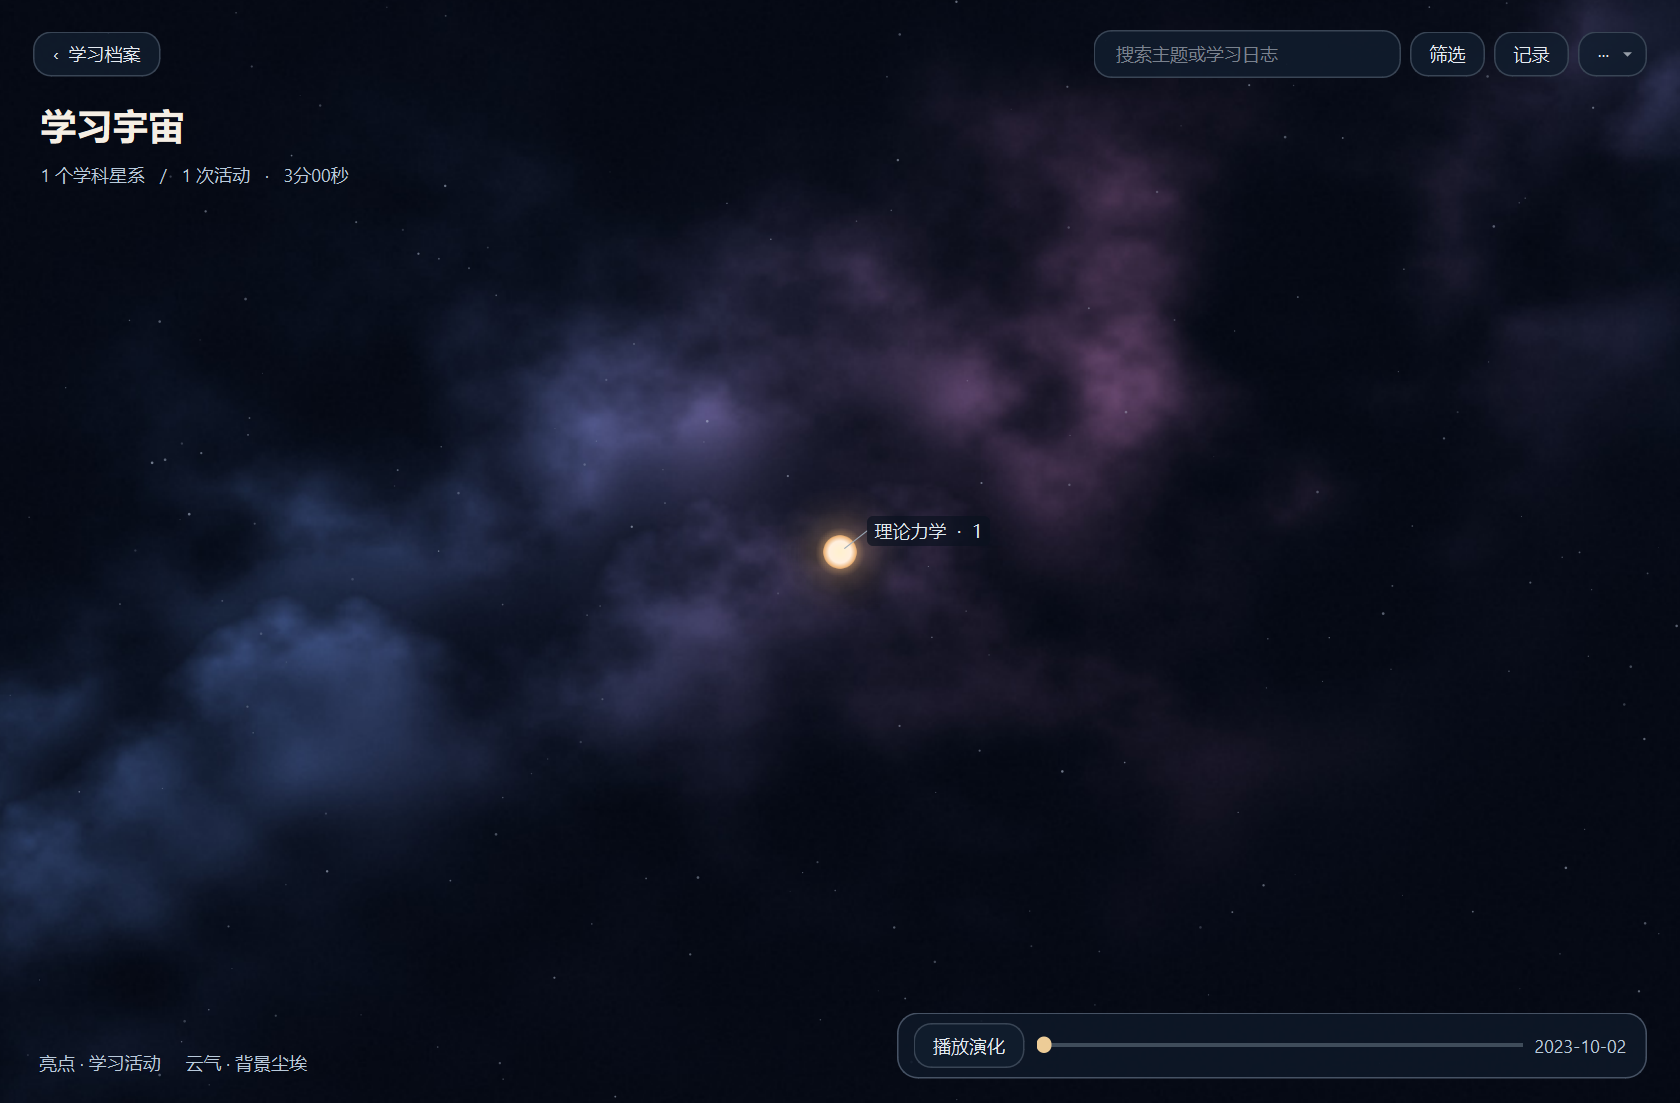 ‹ 学习档案
搜索主题或学习日志
筛选
记录
...
学习宇宙
1 个学科星系 / 1 次活动 · 3分00秒
理论力学 · 1
亮点 · 学习活动 云气 · 背景尘埃
播放演化
2023-10-02